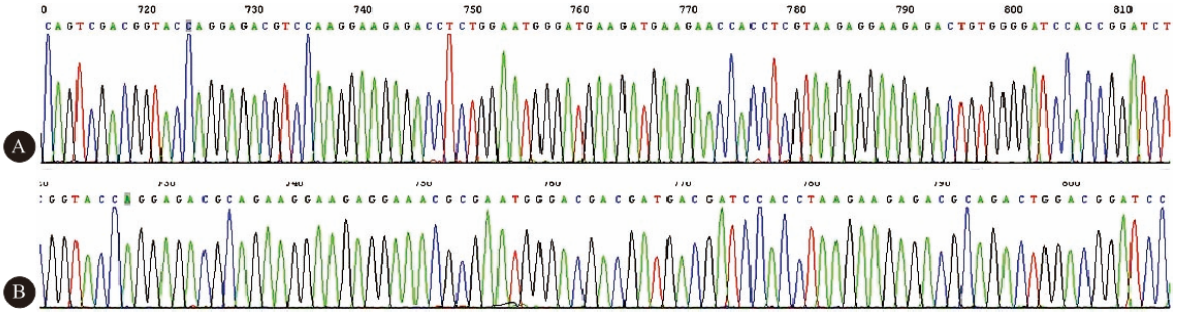 0 720 730 740 750 760 770 780 790 800 810
CAGTCGACGGTACCAGGAGACGTCCAAGGAAGAGACCTCTGGAATGGGATGAAGATGAAGAACCACCTCGTAAGAGGAAGAGACTGTGGGGATCCACCGGATCT
A
730 740 750 760 770 780 790 800
CGGTACCAGGAGACGCAGAAGGAAGAGGAAACGCGAATGGGACGACGATGACGATCCACCTAAGAAGAGACGCAGACTGGACGGATCC
B